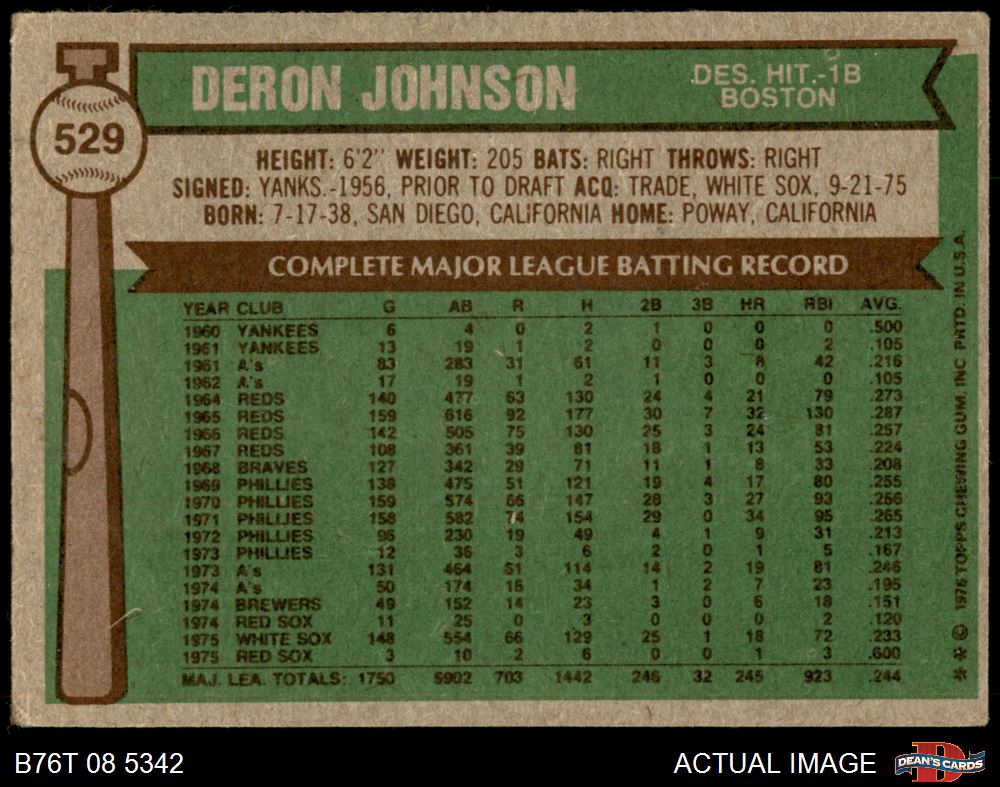 529
DERON JOHNSON
DES. HIT.-1B
BOSTON
HEIGHT: 6'2" WEIGHT: 205 BATS: RIGHT THROWS: RIGHT
SIGNED: YANKS.-1956, PRIOR TO DRAFT ACQ: TRADE, WHITE SOX, 9-21-75
BORN: 7-17-38, SAN DIEGO, CALIFORNIA HOME: POWAY, CALIFORNIA
COMPLETE MAJOR LEAGUE BATTING RECORD
YEAR CLUB G AB R H 2B 3B HR RBI AVG.
1960 YANKEES 6 4 0 2 1 0 0 0 .500
1961 YANKEES 13 19 1 2 0 0 0 2 .105
1961 A's 83 283 31 61 11 3 8 42 .216
1962 A's 17 19 1 2 1 0 0 0 .105
1964 REDS 140 477 63 130 24 4 21 79 .273
1965 REDS 159 616 92 177 30 7 32 130 .287
1966 REDS 142 505 75 130 25 3 24 81 .257
1967 REDS 108 361 39 81 18 1 13 53 .224
1968 BRAVES 127 342 29 71 11 1 8 33 .208
1969 PHILLIES 138 475 51 121 19 4 17 80 .255
1970 PHILLIES 159 574 66 147 28 3 27 93 .256
1971 PHILLIES 158 582 74 154 29 0 34 95 .265
1972 PHILLIES 96 230 19 49 4 1 9 31 .213
1973 PHILLIES 12 36 3 6 2 0 1 5 .167
1973 A's 131 464 61 114 14 2 19 81 .246
1974 A's 50 174 16 34 1 2 7 23 .195
1974 BREWERS 49 152 14 23 3 0 6 18 .151
1974 RED SOX 11 25 0 3 0 0 0 2 .120
1975 WHITE SOX 148 554 66 129 25 1 18 72 .233
1975 RED SOX 3 10 2 6 0 0 1 3 .600
MAJ. LEA. TOTALS: 1750 5902 703 1442 246 32 245 923 .244
** © 1976 TOPPS CHEWING GUM, INC PRTD. IN U.S.A.
B76T 08 5342
ACTUAL IMAGE
DEAN'S CARDS